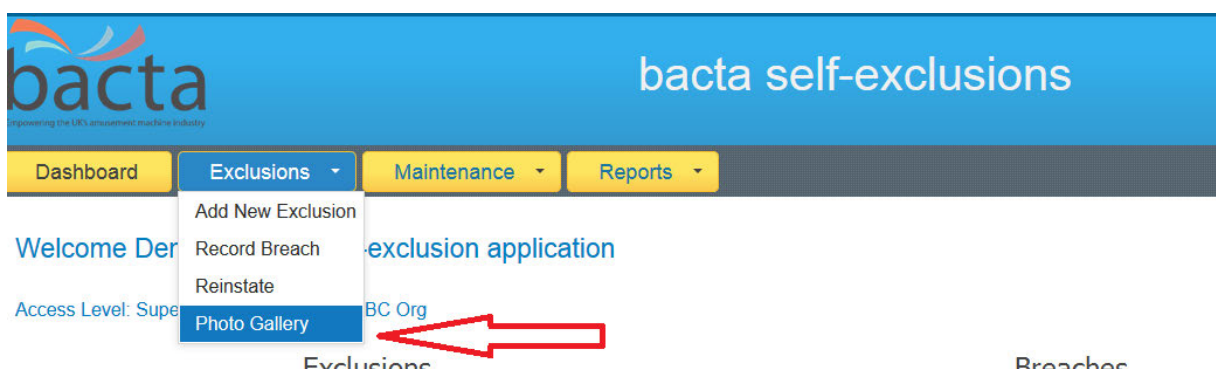 bacta
Empowering the UK's amusement machine industry
bacta self-exclusions
Dashboard Exclusions Maintenance Reports
Add New Exclusion
Welcome Der Record Breach -exclusion application
Reinstate
Access Level: Supe Photo Gallery BC Org
Exclusions Breaches